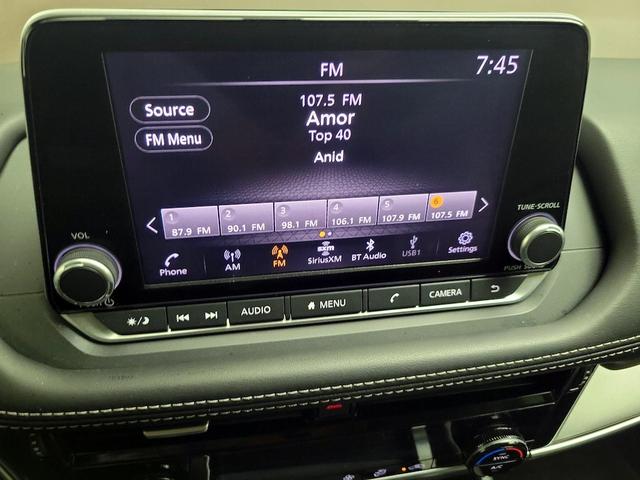 FM
7:45
Source
107.5 FM
Amor
FM Menu
Top 40
Anid
TUNE·SCROLL
VOL
1 2 3 4 5 6
87.9 FM 90.1 FM 98.1 FM 106.1 FM 107.9 FM 107.5 FM
Phone AM FM sxm SiriusXM BT Audio USB1 Settings
PUSH SOUND
AUDIO MENU CAMERA
SYNC
A/C